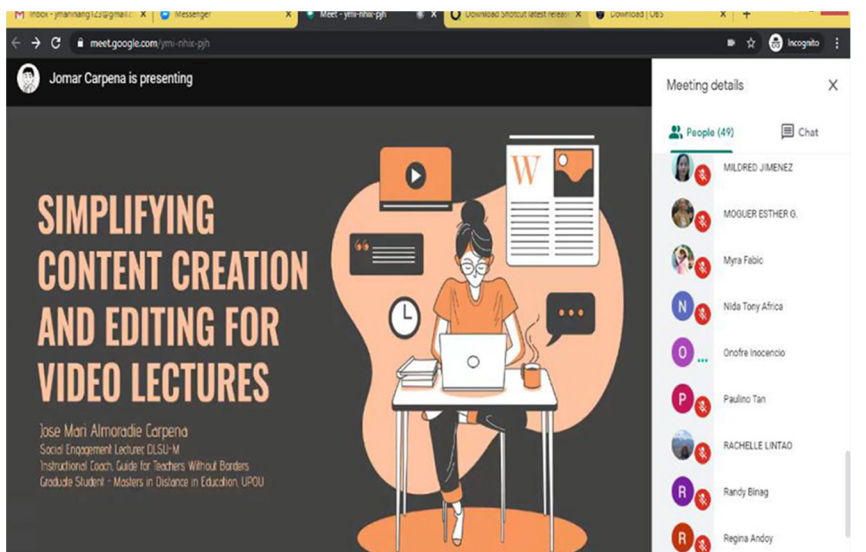 Inbox - jmanhang123@gmail.c
Messenger
Meet - ymi-nhix-pjh
Download Shotcut latest releas
Download | OBS
meet.google.com/ymi-nhix-pjh
Incognito
Jomar Carpena is presenting
SIMPLIFYING
CONTENT CREATION
AND EDITING FOR
VIDEO LECTURES
Jose Mari Almoradie Carpena
Social Engagement Lecturer, DLSU-M
Instructional Coach, Guide for Teachers Without Borders
Graduate Student - Masters in Distance in Education, UPOU
W
Meeting details
People (49)
Chat
MILDRED JIMENEZ
MOGUER ESTHER G.
Myra Fabic
N
Nida Tony Africa
O
Onofre Inocencio
P
Paulino Tan
RACHELLE LINTAO
R
Randy Binag
R
Regina Andoy